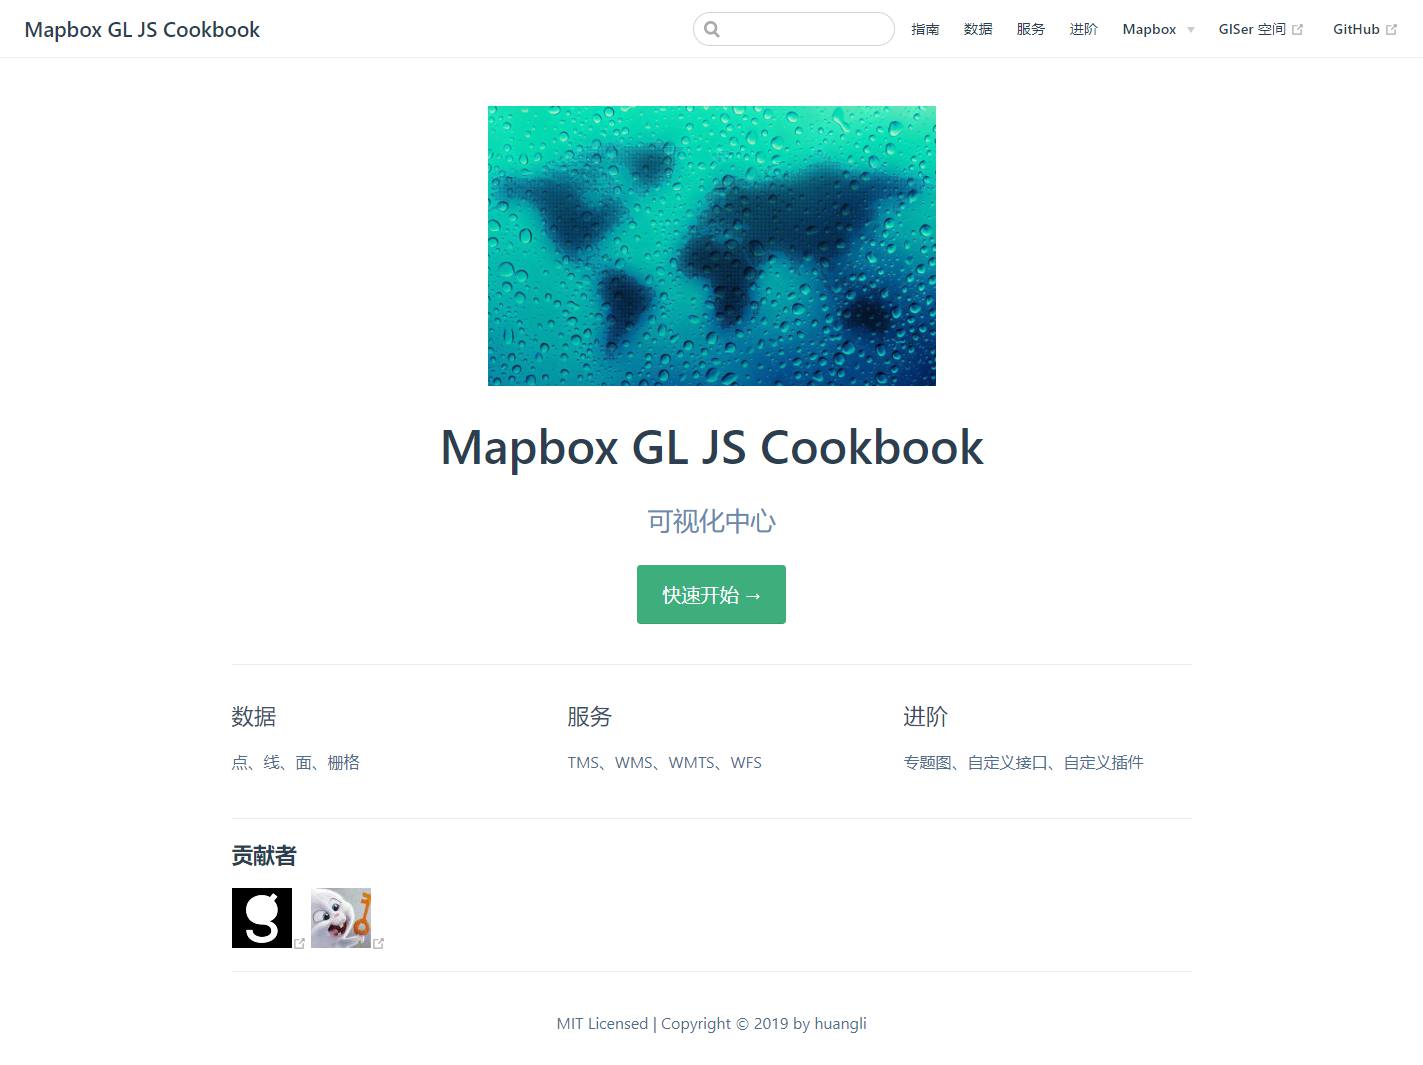 Mapbox GL JS Cookbook
指南 数据 服务 进阶 Mapbox GISer 空间 GitHub
Mapbox GL JS Cookbook
可视化中心
快速开始 →
数据 服务 进阶
点、线、面、栅格 TMS、WMS、WMTS、WFS 专题图、自定义接口、自定义插件
贡献者
MIT Licensed | Copyright © 2019 by huangli